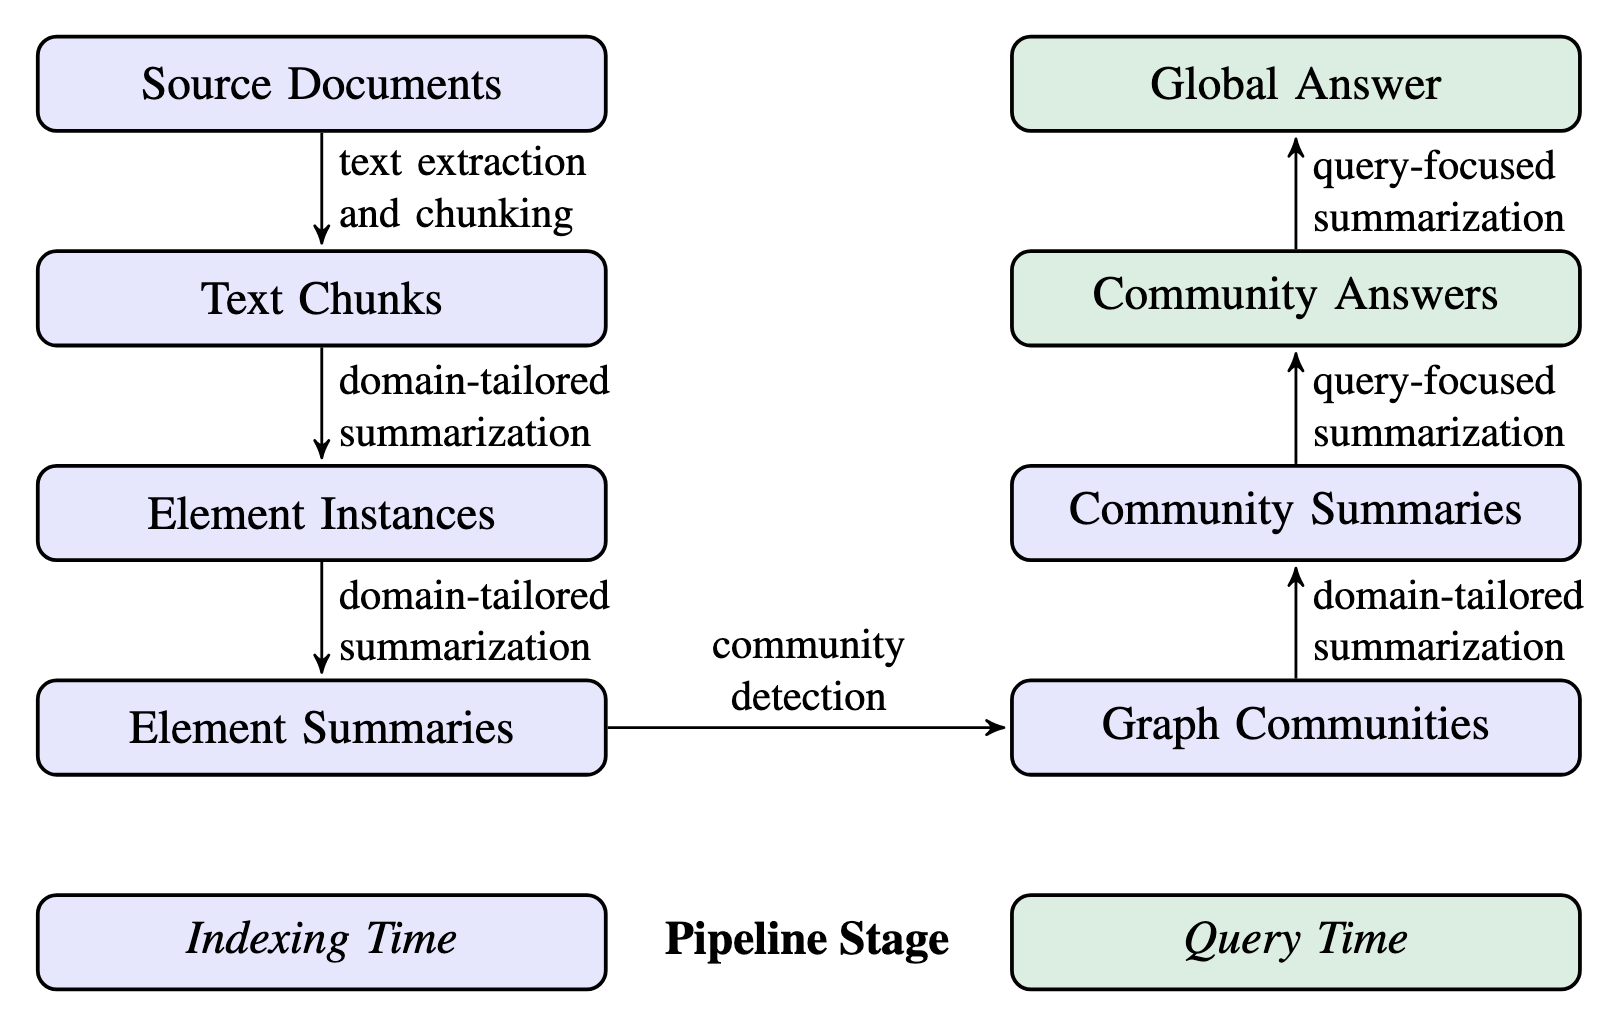 Source Documents
text extraction
and chunking
Text Chunks
domain-tailored
summarization
Element Instances
domain-tailored
summarization
Element Summaries
community
detection
Graph Communities
domain-tailored
summarization
Community Summaries
query-focused
summarization
Community Answers
query-focused
summarization
Global Answer
Indexing Time
Pipeline Stage
Query Time